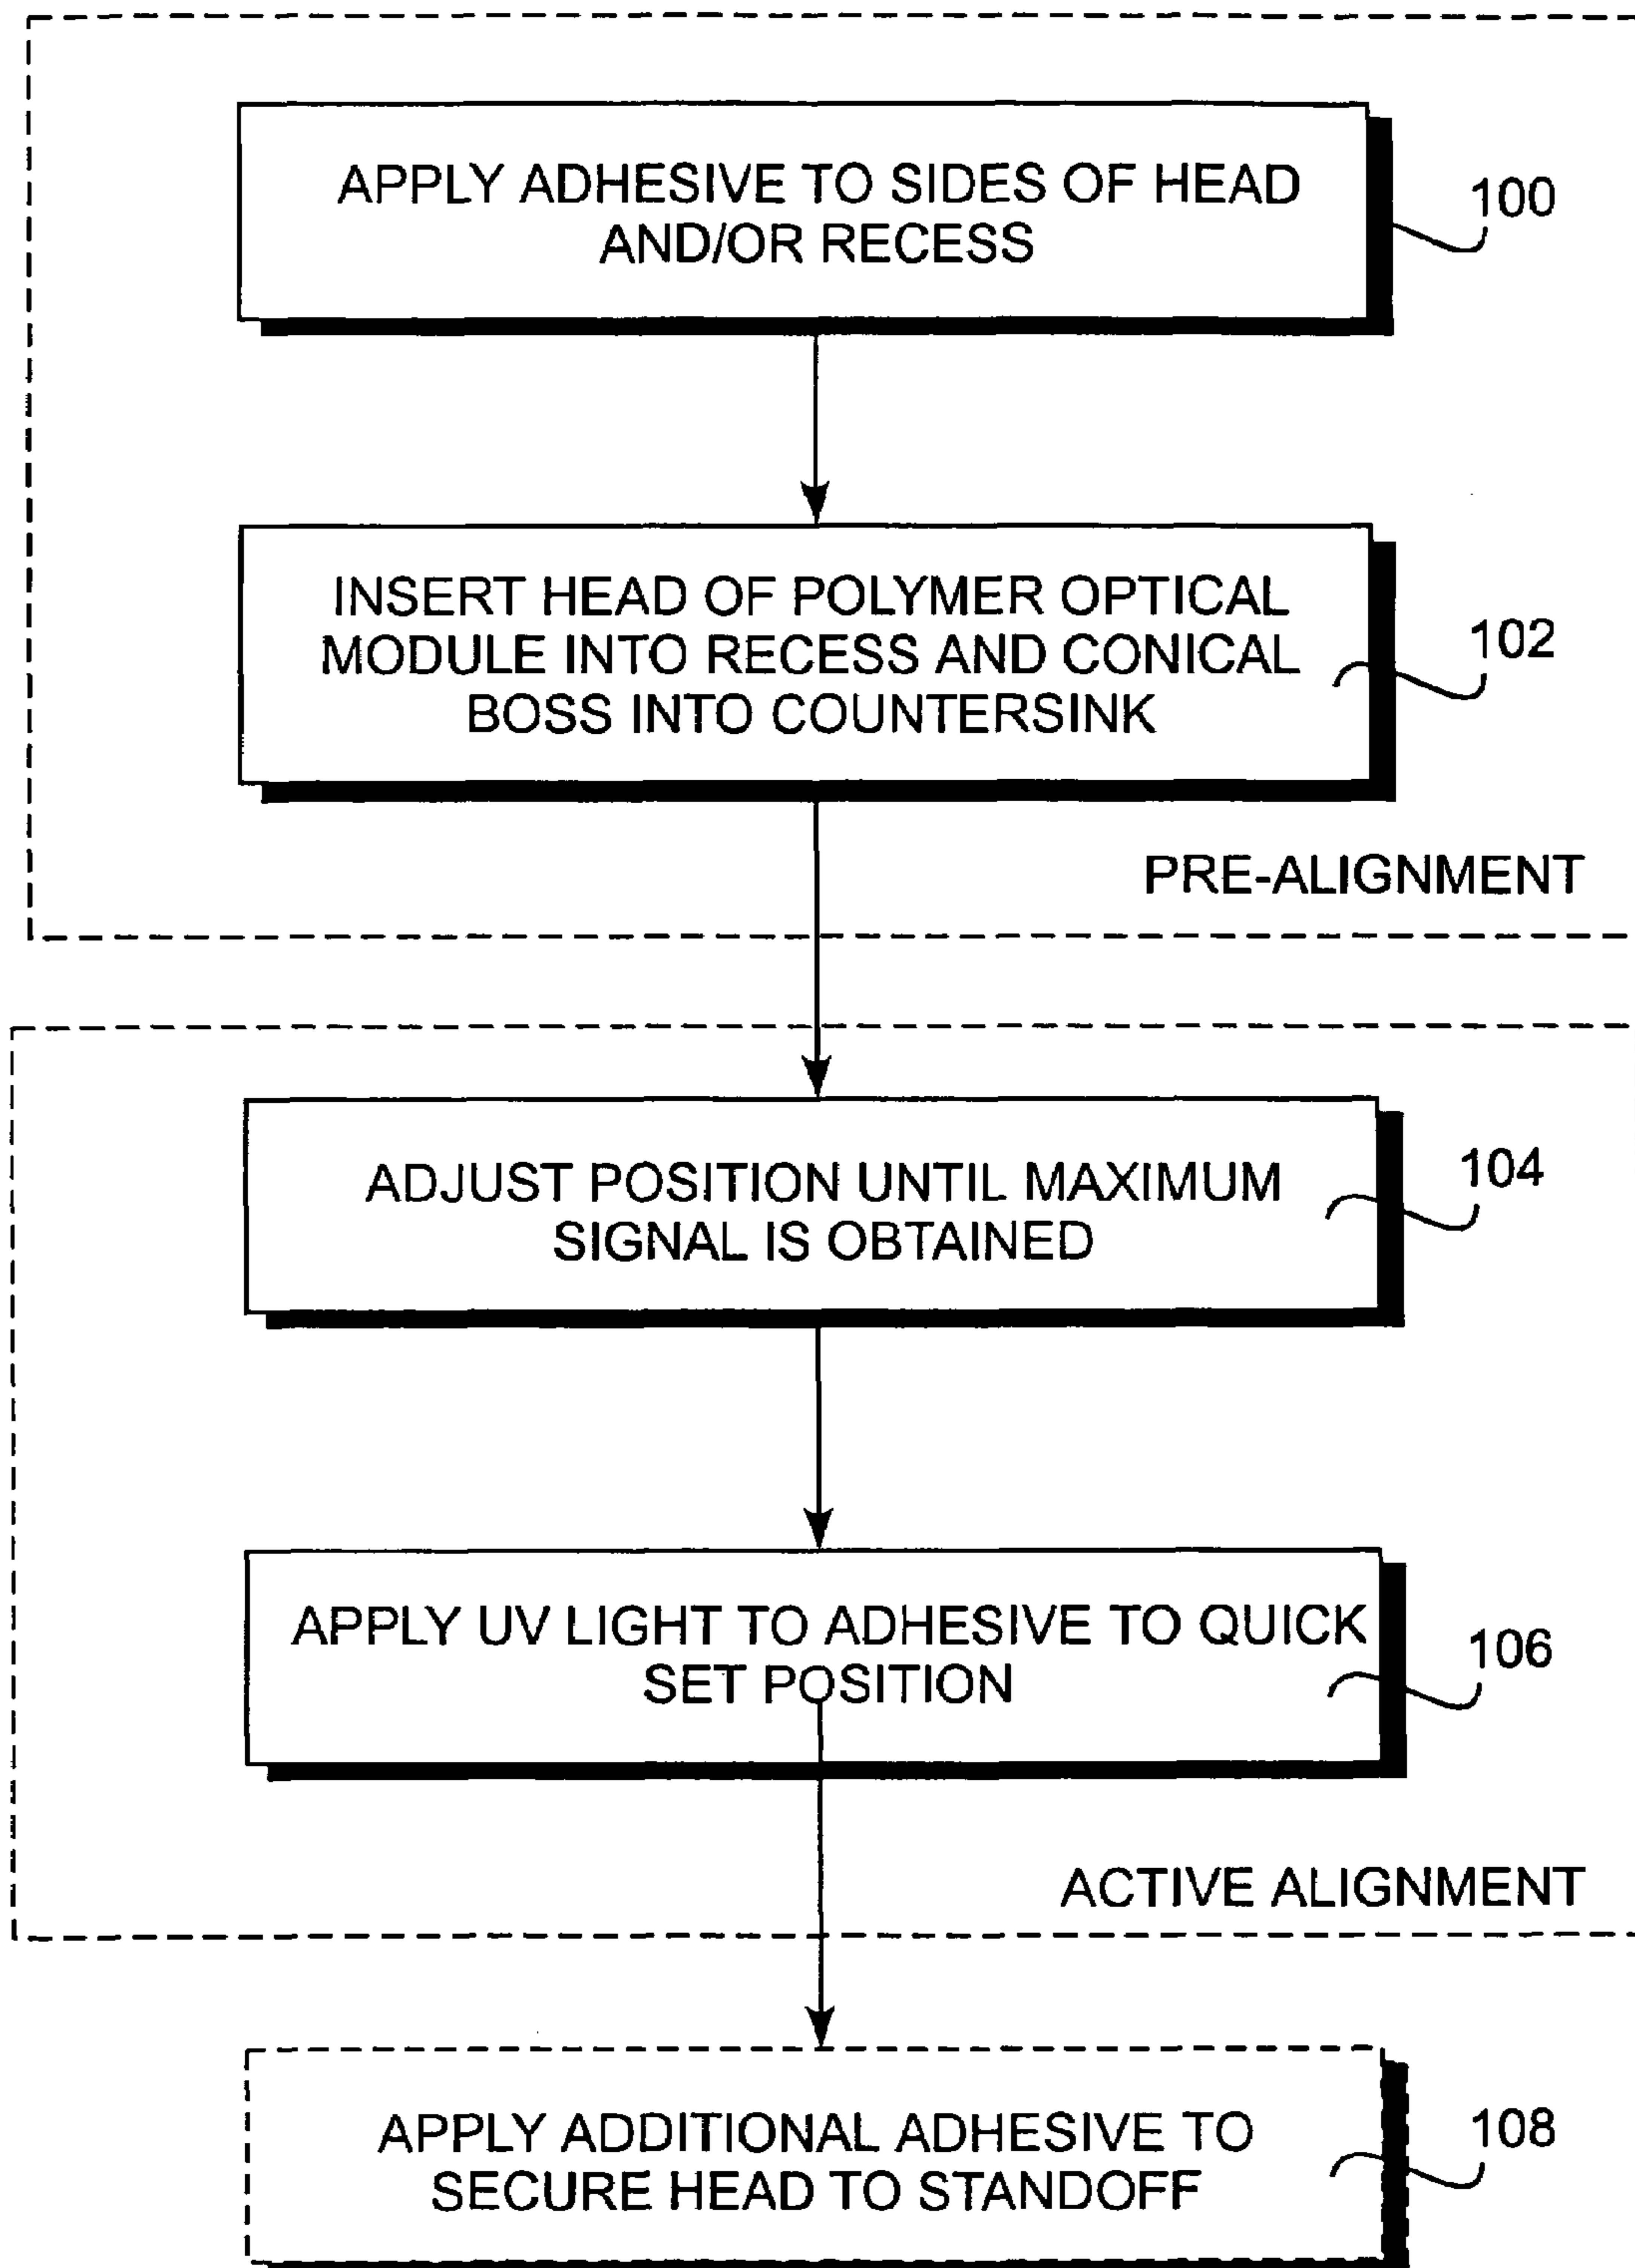 APPLY ADHESIVE TO SIDES OF HEAD
AND/OR RECESS
100
INSERT HEAD OF POLYMER OPTICAL
MODULE INTO RECESS AND CONICAL
BOSS INTO COUNTERSINK
102
PRE-ALIGNMENT
ADJUST POSITION UNTIL MAXIMUM
SIGNAL IS OBTAINED
104
APPLY UV LIGHT TO ADHESIVE TO QUICK
SET POSITION
106
ACTIVE ALIGNMENT
APPLY ADDITIONAL ADHESIVE TO
SECURE HEAD TO STANDOFF
108